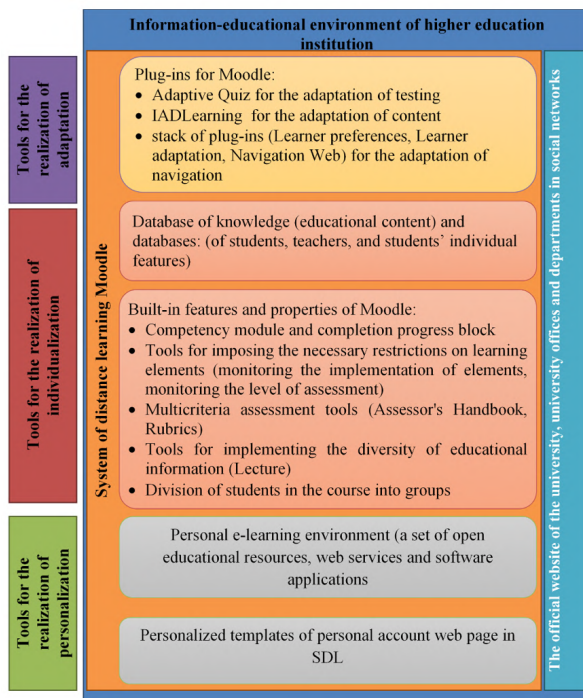 Information-educational environment of higher education
institution
Tools for the
realization of
adaptation
Tools for the realization of
individualization
Tools for the
realization of
personalization
System of distance learning Moodle
Plug-ins for Moodle:
• Adaptive Quiz for the adaptation of testing
• IADLearning for the adaptation of content
• stack of plug-ins (Learner preferences, Learner
adaptation, Navigation Web) for the adaptation of
navigation
Database of knowledge (educational content) and
databases: (of students, teachers, and students' individual
features)
Built-in features and properties of Moodle:
• Competency module and completion progress block
• Tools for imposing the necessary restrictions on learning
elements (monitoring the implementation of elements,
monitoring the level of assessment)
• Multicriteria assessment tools (Assessor's Handbook,
Rubrics)
• Tools for implementing the diversity of educational
information (Lecture)
• Division of students in the course into groups
Personal e-learning environment (a set of open
educational resources, web services and software
applications
Personalized templates of personal account web page in
SDL
The official website of the university, university offices and departments in social networks